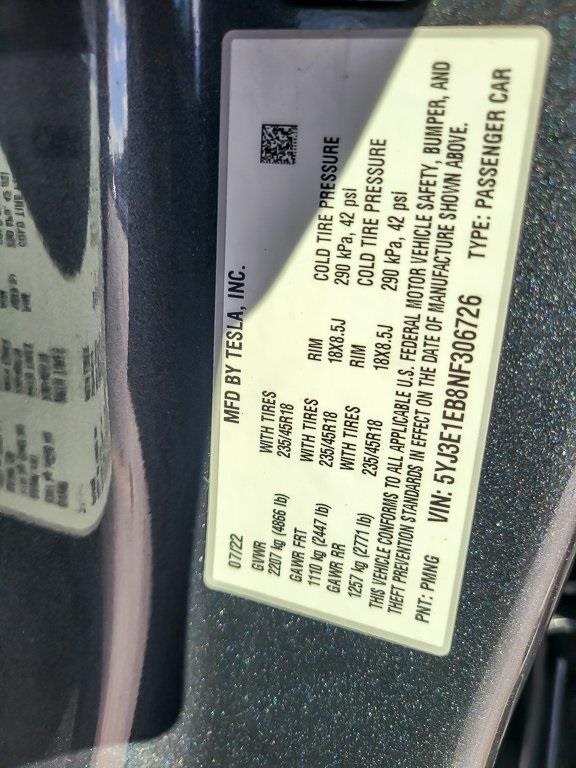 MFD BY TESLA, INC.
07/22
GVWR
2207 kg (4866 lb) WITH TIRES 235/45R18
GAWR FRT
1110 kg (2447 lb) WITH TIRES 235/45R18 RIM 18X8.5J COLD TIRE PRESSURE 290 kPa, 42 psi
GAWR RR
1257 kg (2771 lb) WITH TIRES 235/45R18 RIM 18X8.5J COLD TIRE PRESSURE 290 kPa, 42 psi
THIS VEHICLE CONFORMS TO ALL APPLICABLE U.S. FEDERAL MOTOR VEHICLE SAFETY, BUMPER, AND
THEFT PREVENTION STANDARDS IN EFFECT ON THE DATE OF MANUFACTURE SHOWN ABOVE.
PNT: PMNG VIN: 5YJ3E1EB8NF306726 TYPE: PASSENGER CAR